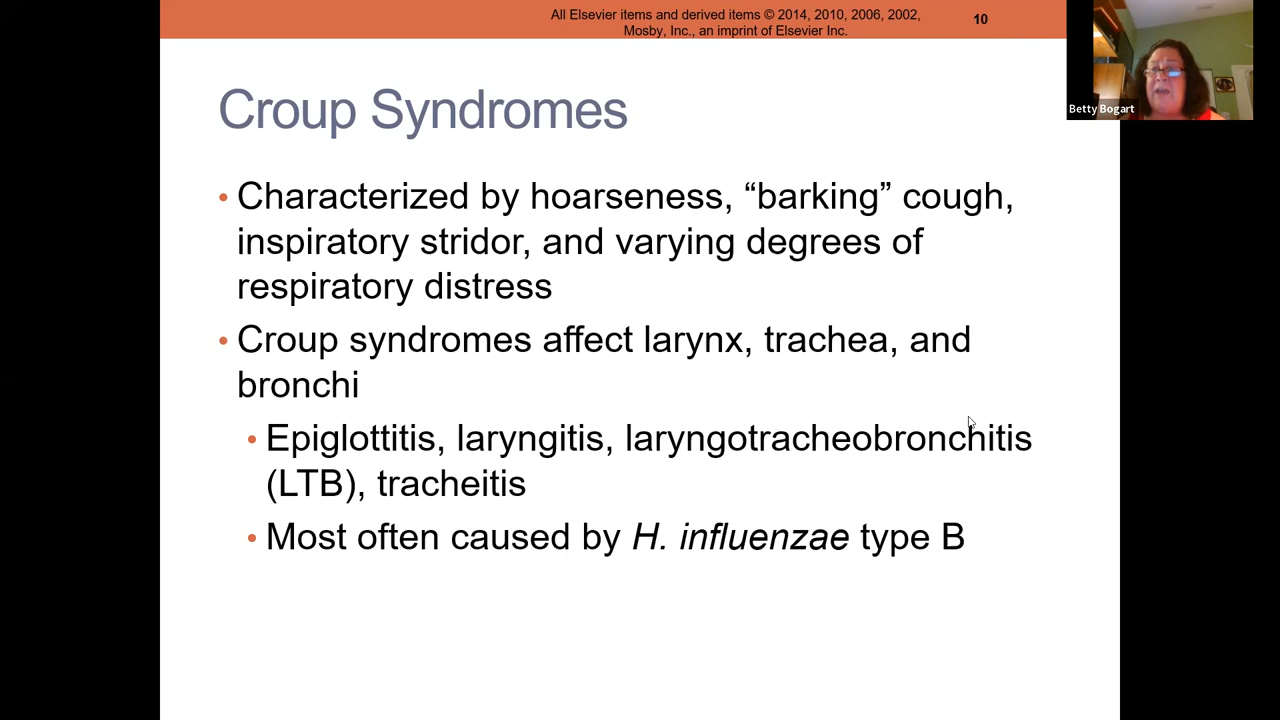 All Elsevier items and derived items © 2014, 2010, 2006, 2002,
Mosby, Inc., an imprint of Elsevier Inc.
10
Betty Bogart
Croup Syndromes
• Characterized by hoarseness, “barking” cough,
inspiratory stridor, and varying degrees of
respiratory distress
• Croup syndromes affect larynx, trachea, and
bronchi
• Epiglottitis, laryngitis, laryngotracheobronchitis
(LTB), tracheitis
• Most often caused by H. influenzae type B